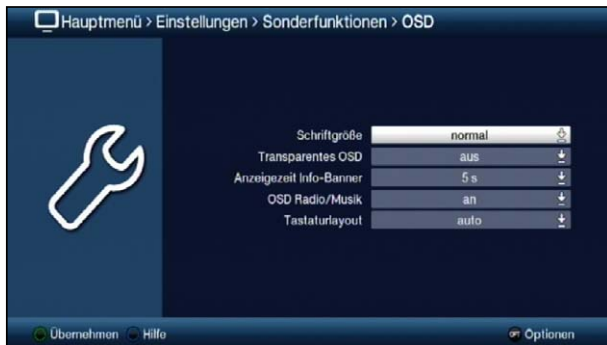 Hauptmenü > Einstellungen > Sonderfunktionen > OSD
Schriftgröße normal
Transparentes OSD aus
Anzeigezeit Info-Banner 5 s
OSD Radio/Musik an
Tastaturlayout auto
Übernehmen Hilfe OPT Optionen